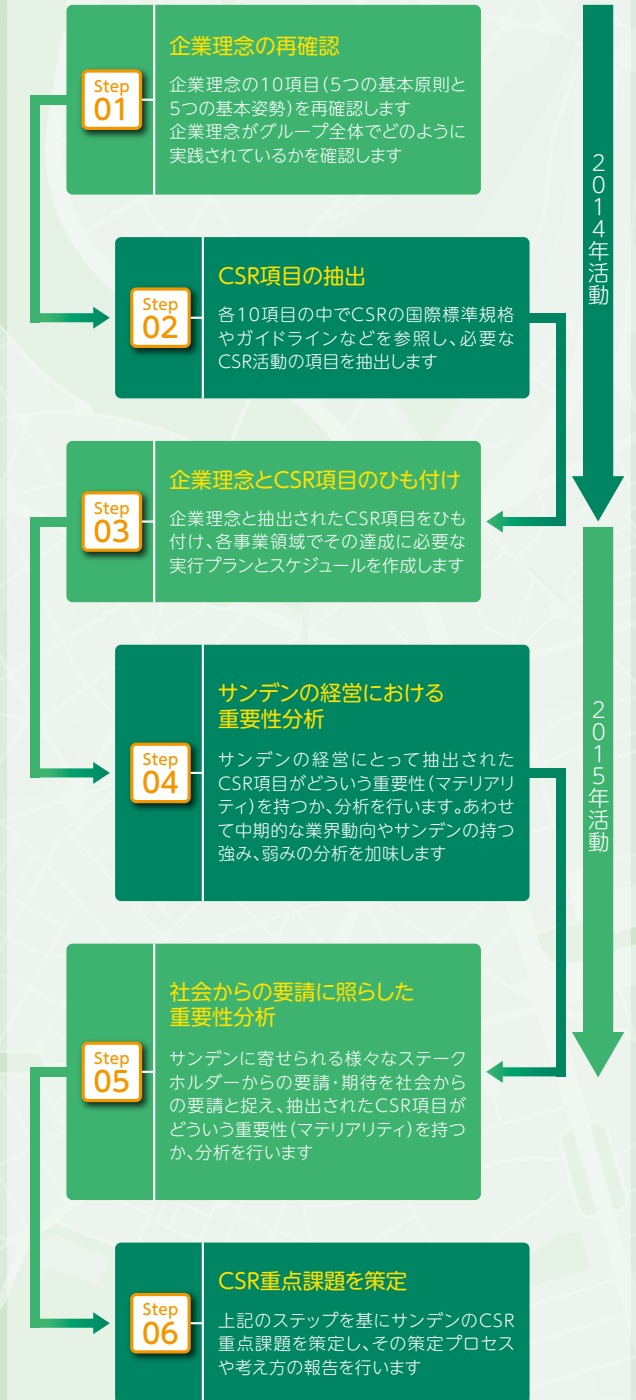 Step
01
企業理念の再確認
企業理念の10項目(5つの基本原則と
5つの基本姿勢)を再確認します
企業理念がグループ全体でどのように
実践されているかを確認します
2014年活動
Step
02
CSR項目の抽出
各10項目の中でCSRの国際標準規格
やガイドラインなどを参照し、必要な
CSR活動の項目を抽出します
Step
03
企業理念とCSR項目のひも付け
企業理念と抽出されたCSR項目をひも
付け、各事業領域でその達成に必要な
実行プランとスケジュールを作成します
2015年活動
Step
04
サンデンの経営における
重要性分析
サンデンの経営にとって抽出された
CSR項目がどういう重要性(マテリアリ
ティ)を持つか、分析を行います。あわせ
て中期的な業界動向やサンデンの持つ
強み、弱みの分析を加味します
Step
05
社会からの要請に照らした
重要性分析
サンデンに寄せられる様々なステーク
ホルダーからの要請・期待を社会から
の要請と捉え、抽出されたCSR項目が
どういう重要性(マテリアリティ)を持つ
か、分析を行います
Step
06
CSR重点課題を策定
上記のステップを基にサンデンのCSR
重点課題を策定し、その策定プロセス
や考え方の報告を行います